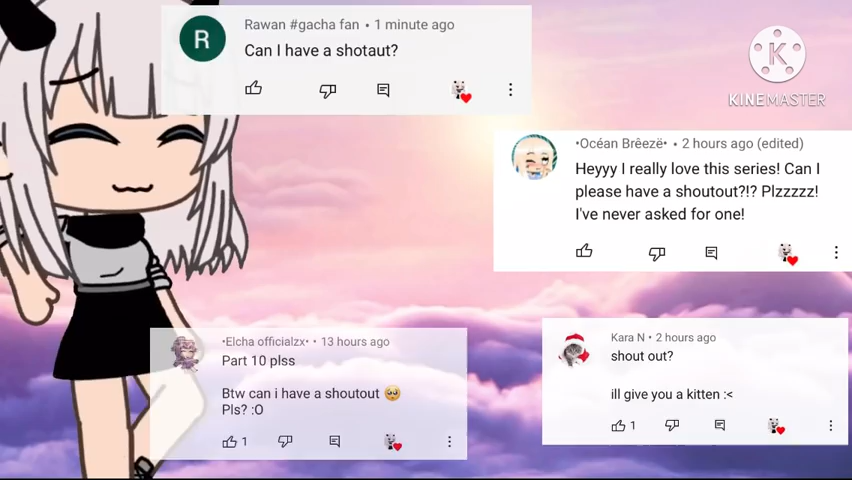 Rawan #gacha fan • 1 minute ago
Can I have a shotaut?
R
KINEMASTER
•Océan Brêezë• • 2 hours ago (edited)
Heyyy I really love this series! Can I
please have a shoutout?!? Plzzzzz!
I've never asked for one!
•Elcha officialzx• • 13 hours ago
Part 10 plss
Btw can i have a shoutout 🥺
Pls? :O
1
Kara N • 2 hours ago
shout out?
ill give you a kitten :<
1